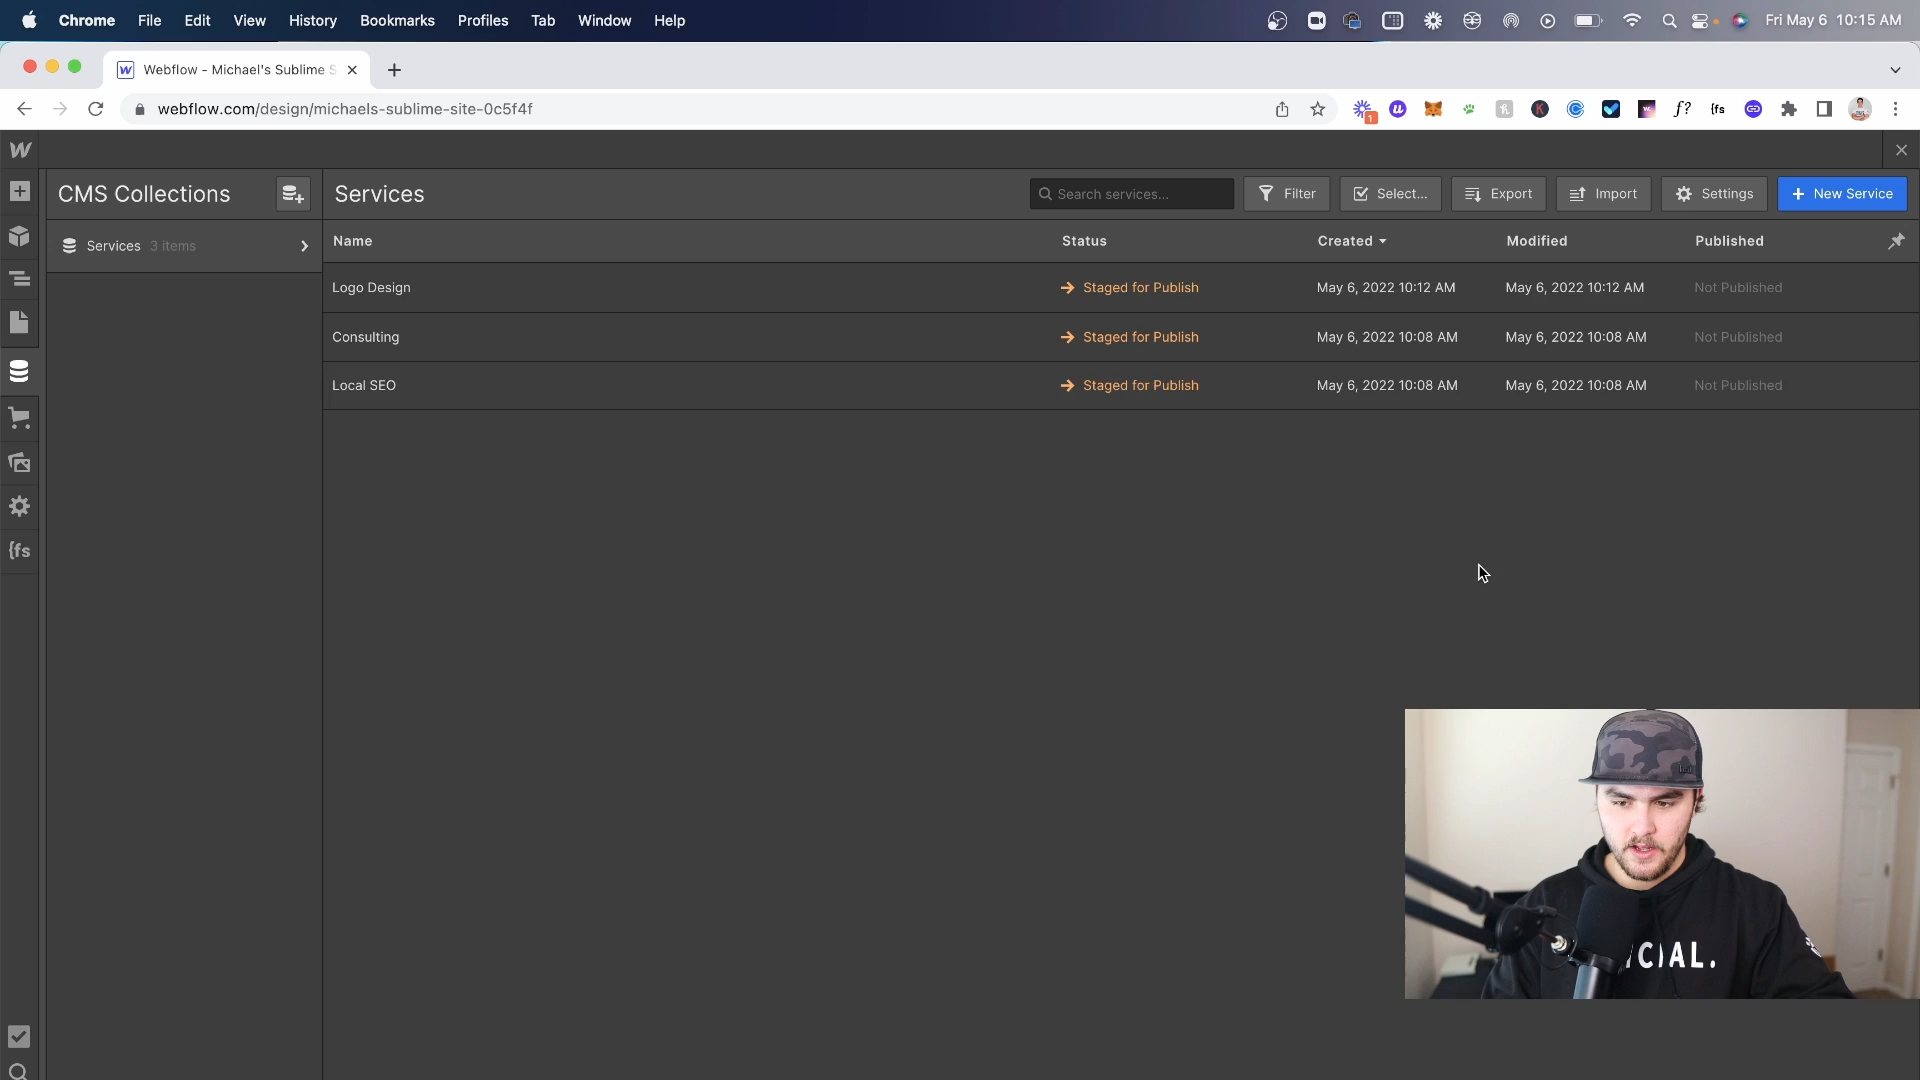 Chrome File Edit View History Bookmarks Profiles Tab Window Help Fri May 6 10:15 AM
Webflow - Michael's Sublime S
webflow.com/design/michaels-sublime-site-0c5f4f
CMS Collections
Services
Search services...
Filter
Select...
Export
Import
Settings
New Service
Services 3 items
Name Status Created Modified Published
Logo Design Staged for Publish May 6, 2022 10:12 AM May 6, 2022 10:12 AM Not Published
Consulting Staged for Publish May 6, 2022 10:08 AM May 6, 2022 10:08 AM Not Published
Local SEO Staged for Publish May 6, 2022 10:08 AM May 6, 2022 10:08 AM Not Published
{fs